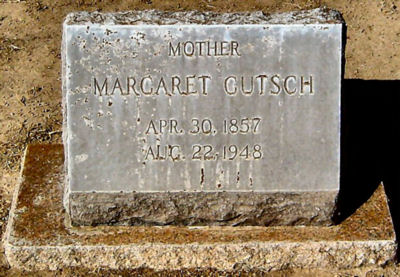 MOTHER
MARGARET GUTSCH
APR. 30, 1857
AUG. 22, 1948